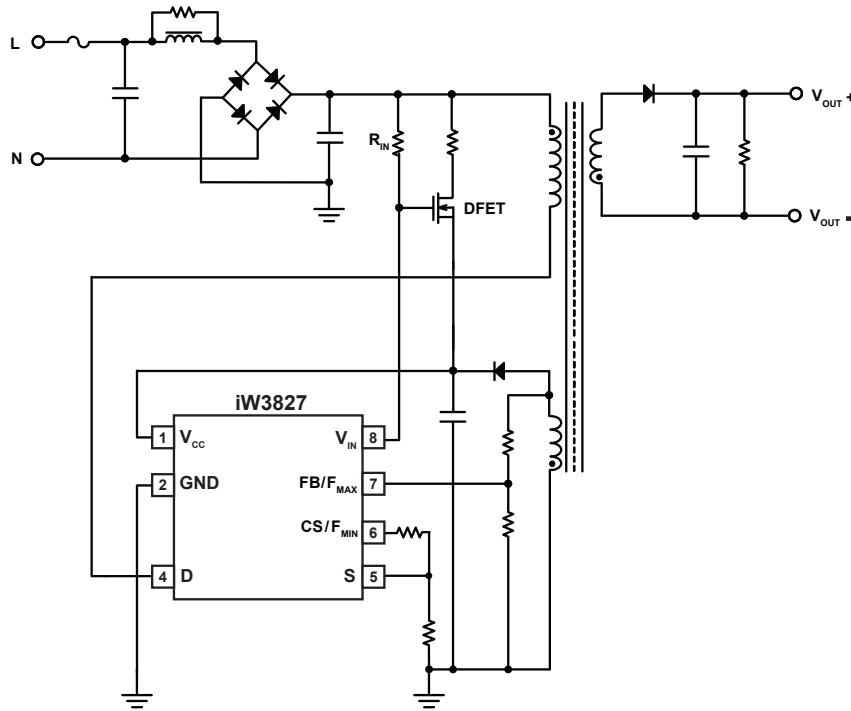 L
N
R_IN
DFET
V_OUT +
V_OUT -
iW3827
1 V_CC
V_IN 8
2 GND
FB/F_MAX 7
CS/F_MIN 6
4 D
S 5